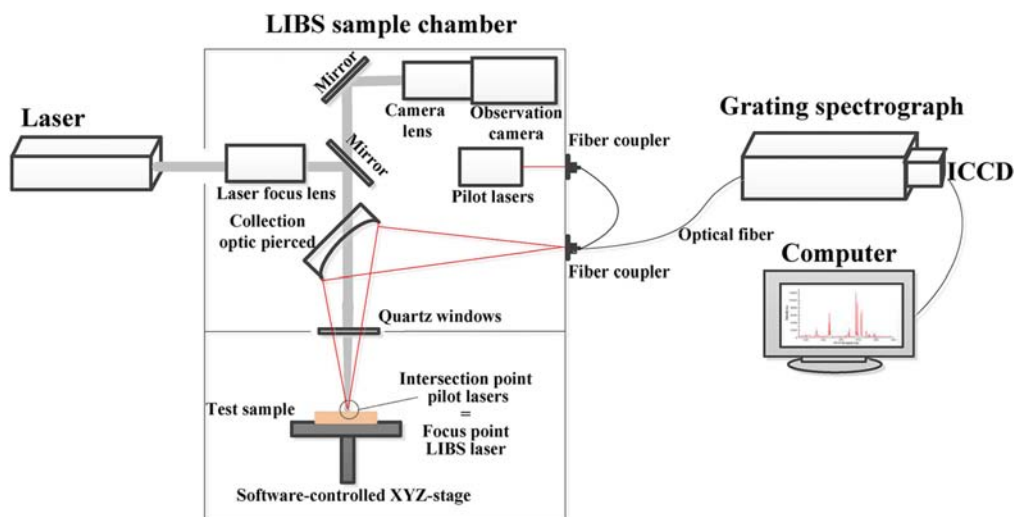 LIBS sample chamber
Laser
Mirror
Camera
lens
Observation
camera
Mirror
Laser focus lens
Pilot lasers
Fiber coupler
Grating spectrograph
ICCD
Collection
optic pierced
Optical fiber
Fiber coupler
Computer
Quartz windows
Intersection point
pilot lasers
=
Focus point
LIBS laser
Test sample
Software-controlled XYZ-stage